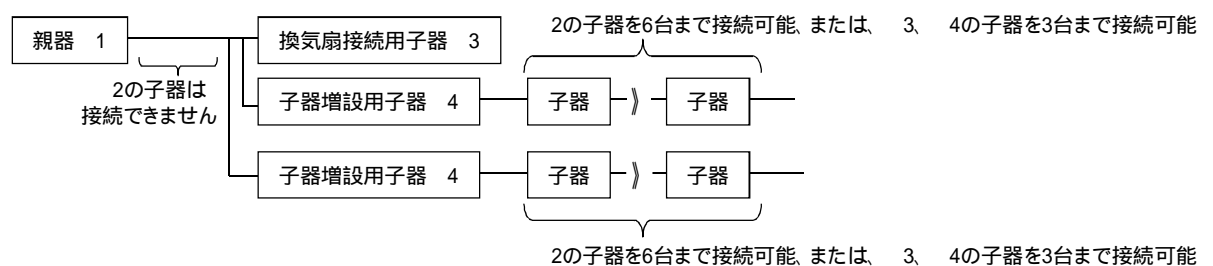 2の子器を6台まで接続可能、または、 3、 4の子器を3台まで接続可能
親器 1
換気扇接続用子器 3
2の子器は
接続できません
子器増設用子器 4
子器
子器
子器増設用子器 4
子器
子器
2の子器を6台まで接続可能、または、 3、 4の子器を3台まで接続可能